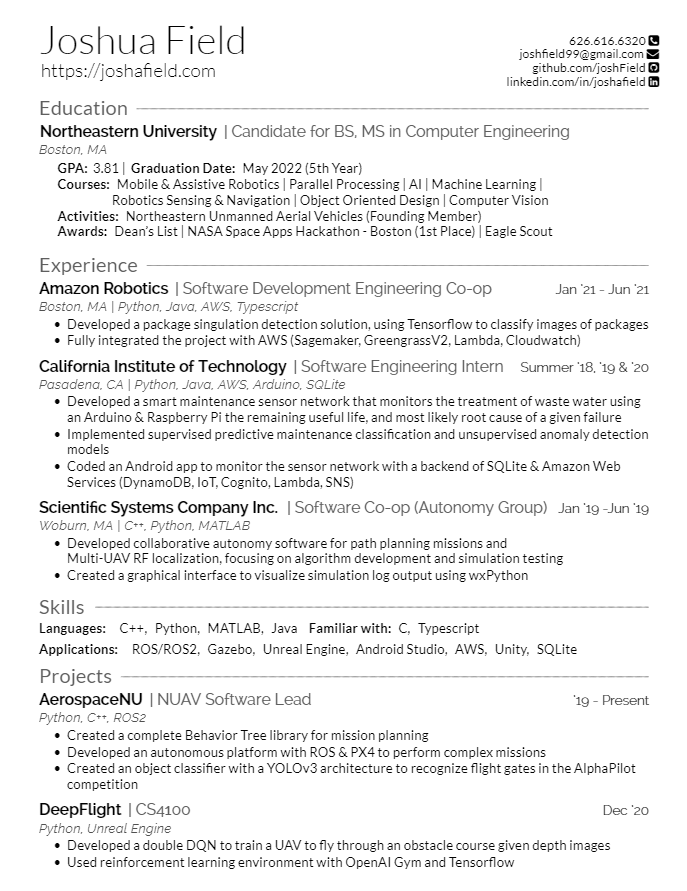 Joshua Field
https://joshafield.com
626.616.6320
joshfield99@gmail.com
github.com/joshField
linkedin.com/in/joshafield
Education
Northeastern University | Candidate for BS, MS in Computer Engineering
Boston, MA
GPA: 3.81 | Graduation Date: May 2022 (5th Year)
Courses: Mobile & Assistive Robotics | Parallel Processing | AI | Machine Learning |
Robotics Sensing & Navigation | Object Oriented Design | Computer Vision
Activities: Northeastern Unmanned Aerial Vehicles (Founding Member)
Awards: Dean's List | NASA Space Apps Hackathon - Boston (1st Place) | Eagle Scout
Experience
Amazon Robotics | Software Development Engineering Co-op Jan '21 - Jun '21
Boston, MA | Python, Java, AWS, Typescript
• Developed a package singulation detection solution, using Tensorflow to classify images of packages
• Fully integrated the project with AWS (Sagemaker, GreengrassV2, Lambda, Cloudwatch)
California Institute of Technology | Software Engineering Intern Summer '18, '19 & '20
Pasadena, CA | Python, Java, AWS, Arduino, SQLite
• Developed a smart maintenance sensor network that monitors the treatment of waste water using
an Arduino & Raspberry Pi the remaining useful life, and most likely root cause of a given failure
• Implemented supervised predictive maintenance classification and unsupervised anomaly detection
models
• Coded an Android app to monitor the sensor network with a backend of SQLite & Amazon Web
Services (DynamoDB, IoT, Cognito, Lambda, SNS)
Scientific Systems Company Inc. | Software Co-op (Autonomy Group) Jan '19 -Jun '19
Woburn, MA | C++, Python, MATLAB
• Developed collaborative autonomy software for path planning missions and
Multi-UAV RF localization, focusing on algorithm development and simulation testing
• Created a graphical interface to visualize simulation log output using wxPython
Skills
Languages: C++, Python, MATLAB, Java Familiar with: C, Typescript
Applications: ROS/ROS2, Gazebo, Unreal Engine, Android Studio, AWS, Unity, SQLite
Projects
AerospaceNU | NUAV Software Lead '19 - Present
Python, C++, ROS2
• Created a complete Behavior Tree library for mission planning
• Developed an autonomous platform with ROS & PX4 to perform complex missions
• Created an object classifier with a YOLOv3 architecture to recognize flight gates in the AlphaPilot
competition
DeepFlight | CS4100 Dec '20
Python, Unreal Engine
• Developed a double DQN to train a UAV to fly through an obstacle course given depth images
• Used reinforcement learning environment with OpenAI Gym and Tensorflow